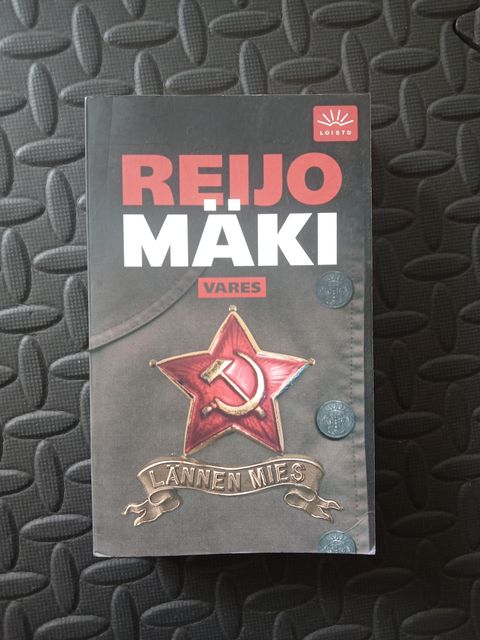 LOISTO
REIJO
MÄKI
VARES
LÄNNEN MIES